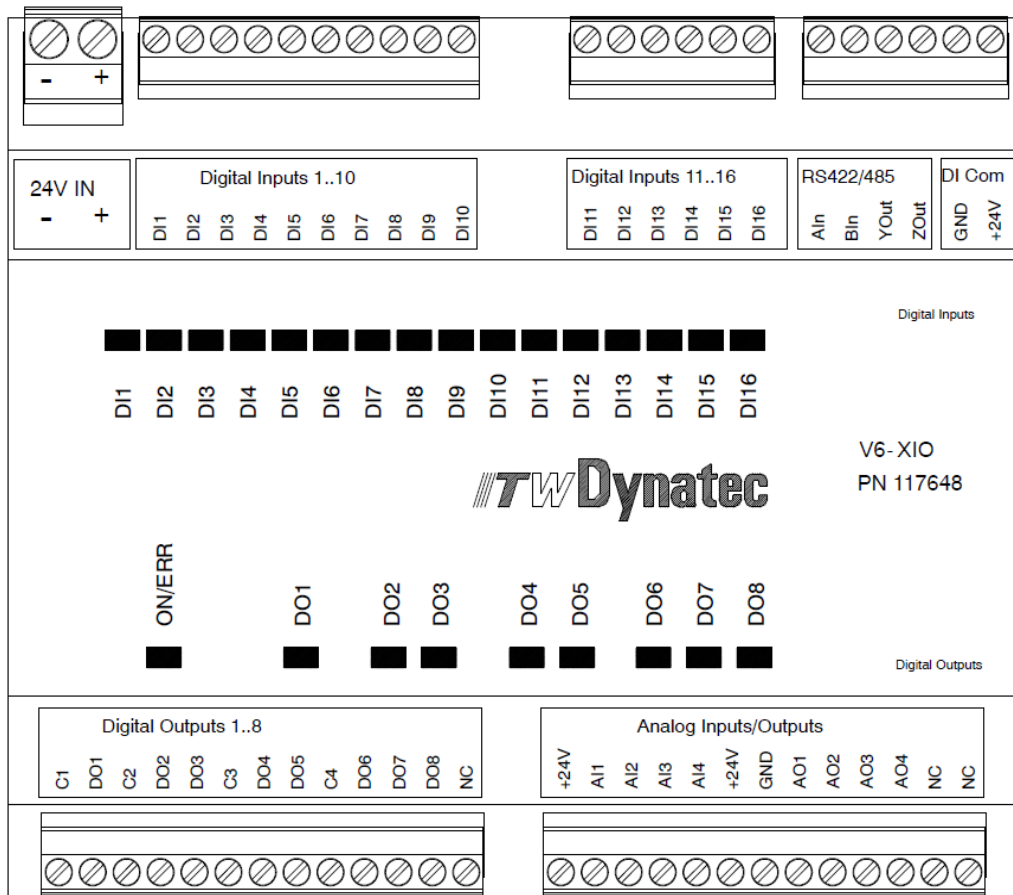 - +
24V IN
- +
Digital Inputs 1..10
DI1 DI2 DI3 DI4 DI5 DI6 DI7 DI8 DI9 DI10
Digital Inputs 11..16
DI11 DI12 DI13 DI14 DI15 DI16
RS422/485
AIn BIn YOut ZOut
DI Com
GND +24V
Digital Inputs
DI1 DI2 DI3 DI4 DI5 DI6 DI7 DI8 DI9 DI10 DI11 DI12 DI13 DI14 DI15 DI16
V6-XIO
PN 117648
ITW Dynatec
ON/ERR DO1 DO2 DO3 DO4 DO5 DO6 DO7 DO8
Digital Outputs
Digital Outputs 1..8
C1 DO1 C2 DO2 DO3 C3 DO4 DO5 C4 DO6 DO7 DO8 NC
Analog Inputs/Outputs
+24V AI1 AI2 AI3 AI4 +24V GND AO1 AO2 AO3 AO4 NC NC